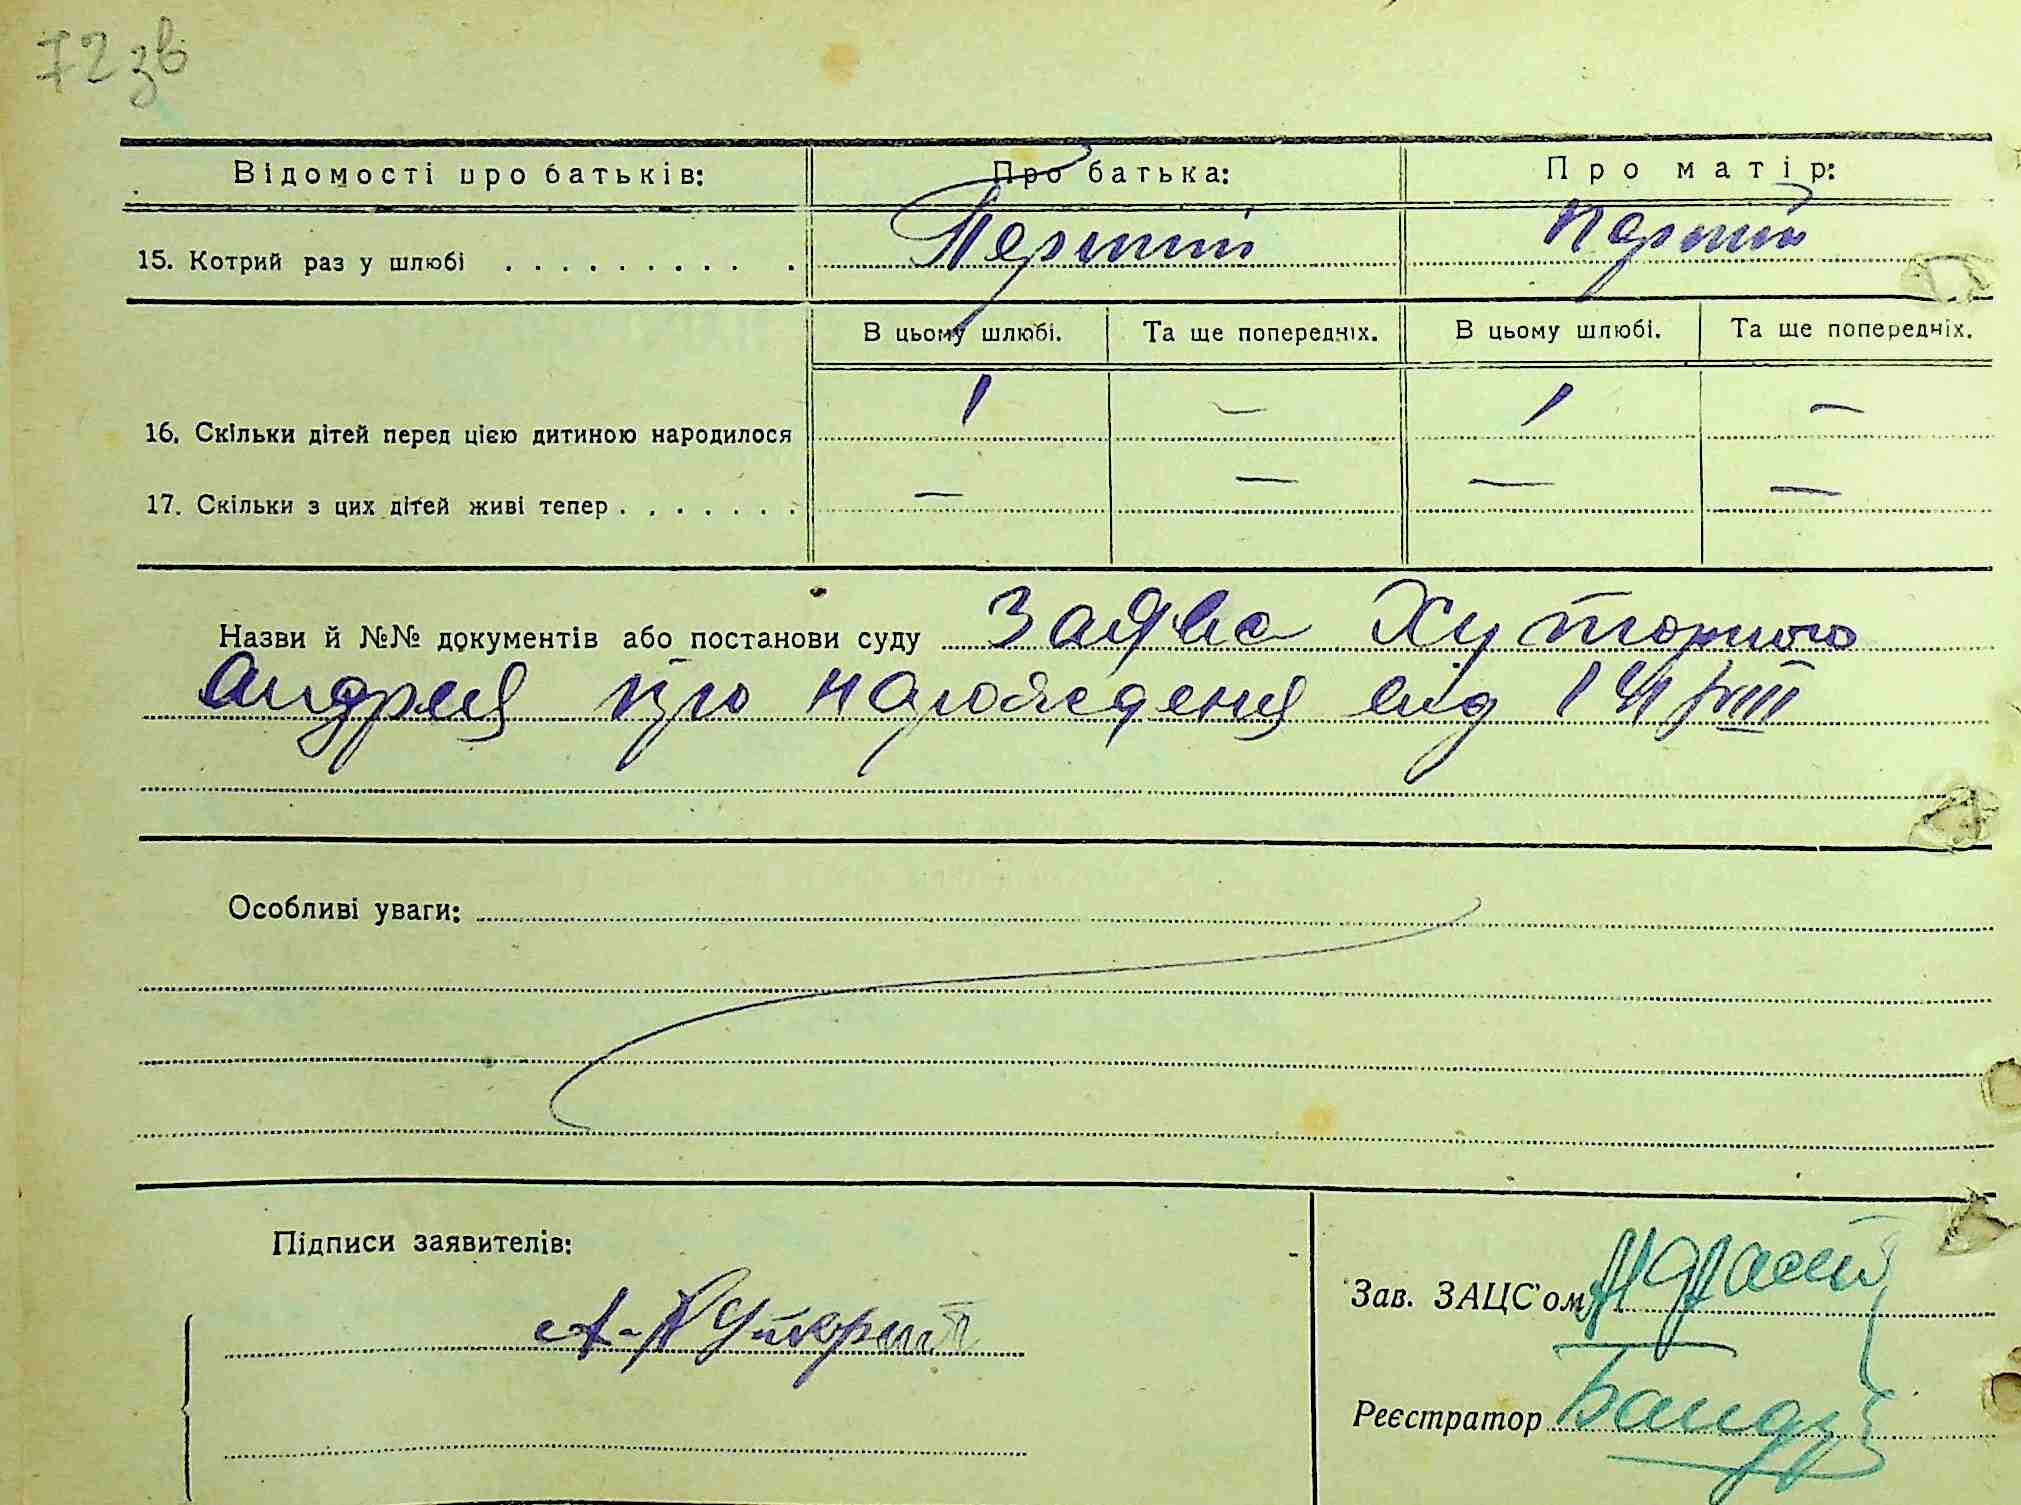 72 зв
Відомості про батьків: Про батька: Про матір:
15. Котрий раз у шлюбі . . . . . . . . . . Перший перший
В цьому шлюбі. Та ще попередніх. В цьому шлюбі. Та ще попередніх.
16. Скільки дітей перед цією дитиною народилося 1 — 1 —
17. Скільки з цих дітей живі тепер . . . . . . . — — — —
Назви й №№ документів або постанови суду Заява Хуторного
Андрея про народження від 14/VIII
Особливі уваги:
Підписи заявителів:
Зав. ЗАЦС'ом
А. Хуторний
Реєстратор